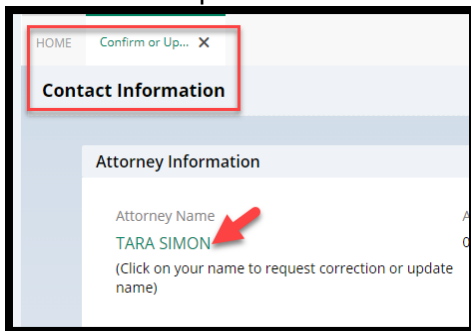 HOME Confirm or Up... X
Contact Information
Attorney Information
Attorney Name
TARA SIMON
(Click on your name to request correction or update
name)